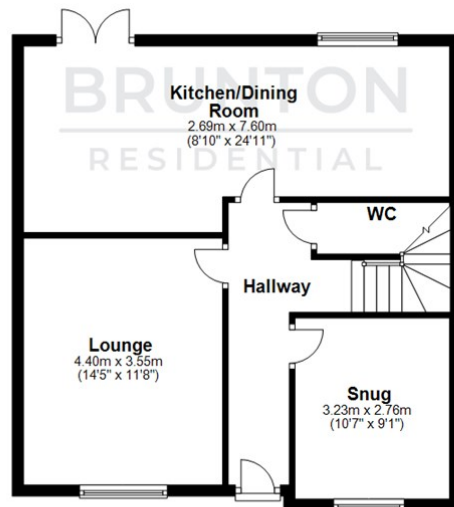 BRUNTON
RESIDENTIAL
Kitchen/Dining
Room
2.69m x 7.60m
(8'10" x 24'11")
WC
Hallway
Lounge
4.40m x 3.55m
(14'5" x 11'8")
Snug
3.23m x 2.76m
(10'7" x 9'1")